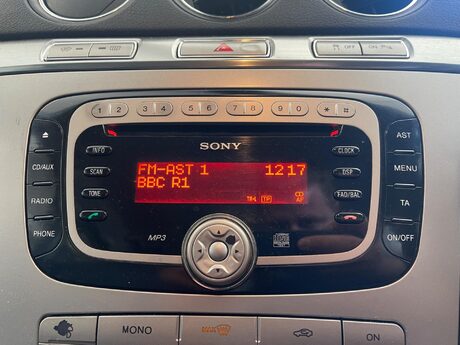 OFF ON
1 2 3 4 5 6 7 8 9 0 * #
SONY
INFO CLOCK AST
CD/AUX SCAN FM-AST 1 12 17 DSP MENU
BBC R1
RADIO TONE FAD/BAL TA
TP AF
PHONE ON/OFF
MP3
MONO ON